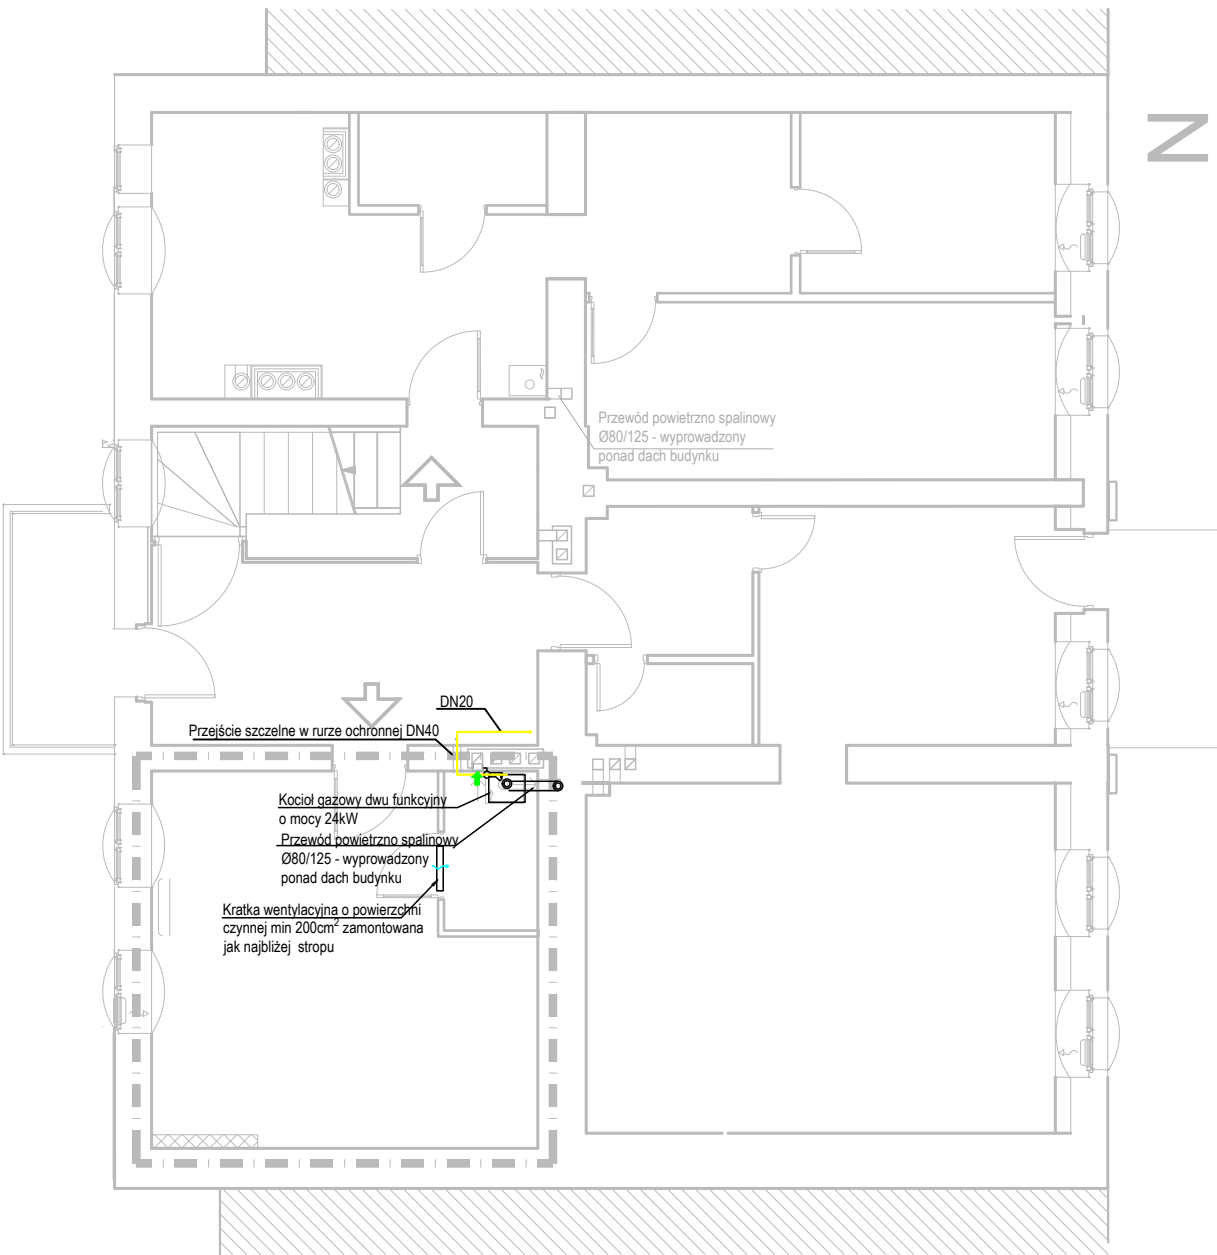 N
Przewód powietrzno spalinowy
Ø80/125 - wyprowadzony
ponad dach budynku
DN20
Przejście szczelne w rurze ochronnej DN40
Kocioł gazowy dwu funkcyjny
o mocy 24kW
Przewód powietrzno spalinowy
Ø80/125 - wyprowadzony
ponad dach budynku
Kratka wentylacyjna o powierzchni
czynnej min 200cm² zamontowana
jak najbliżej stropu